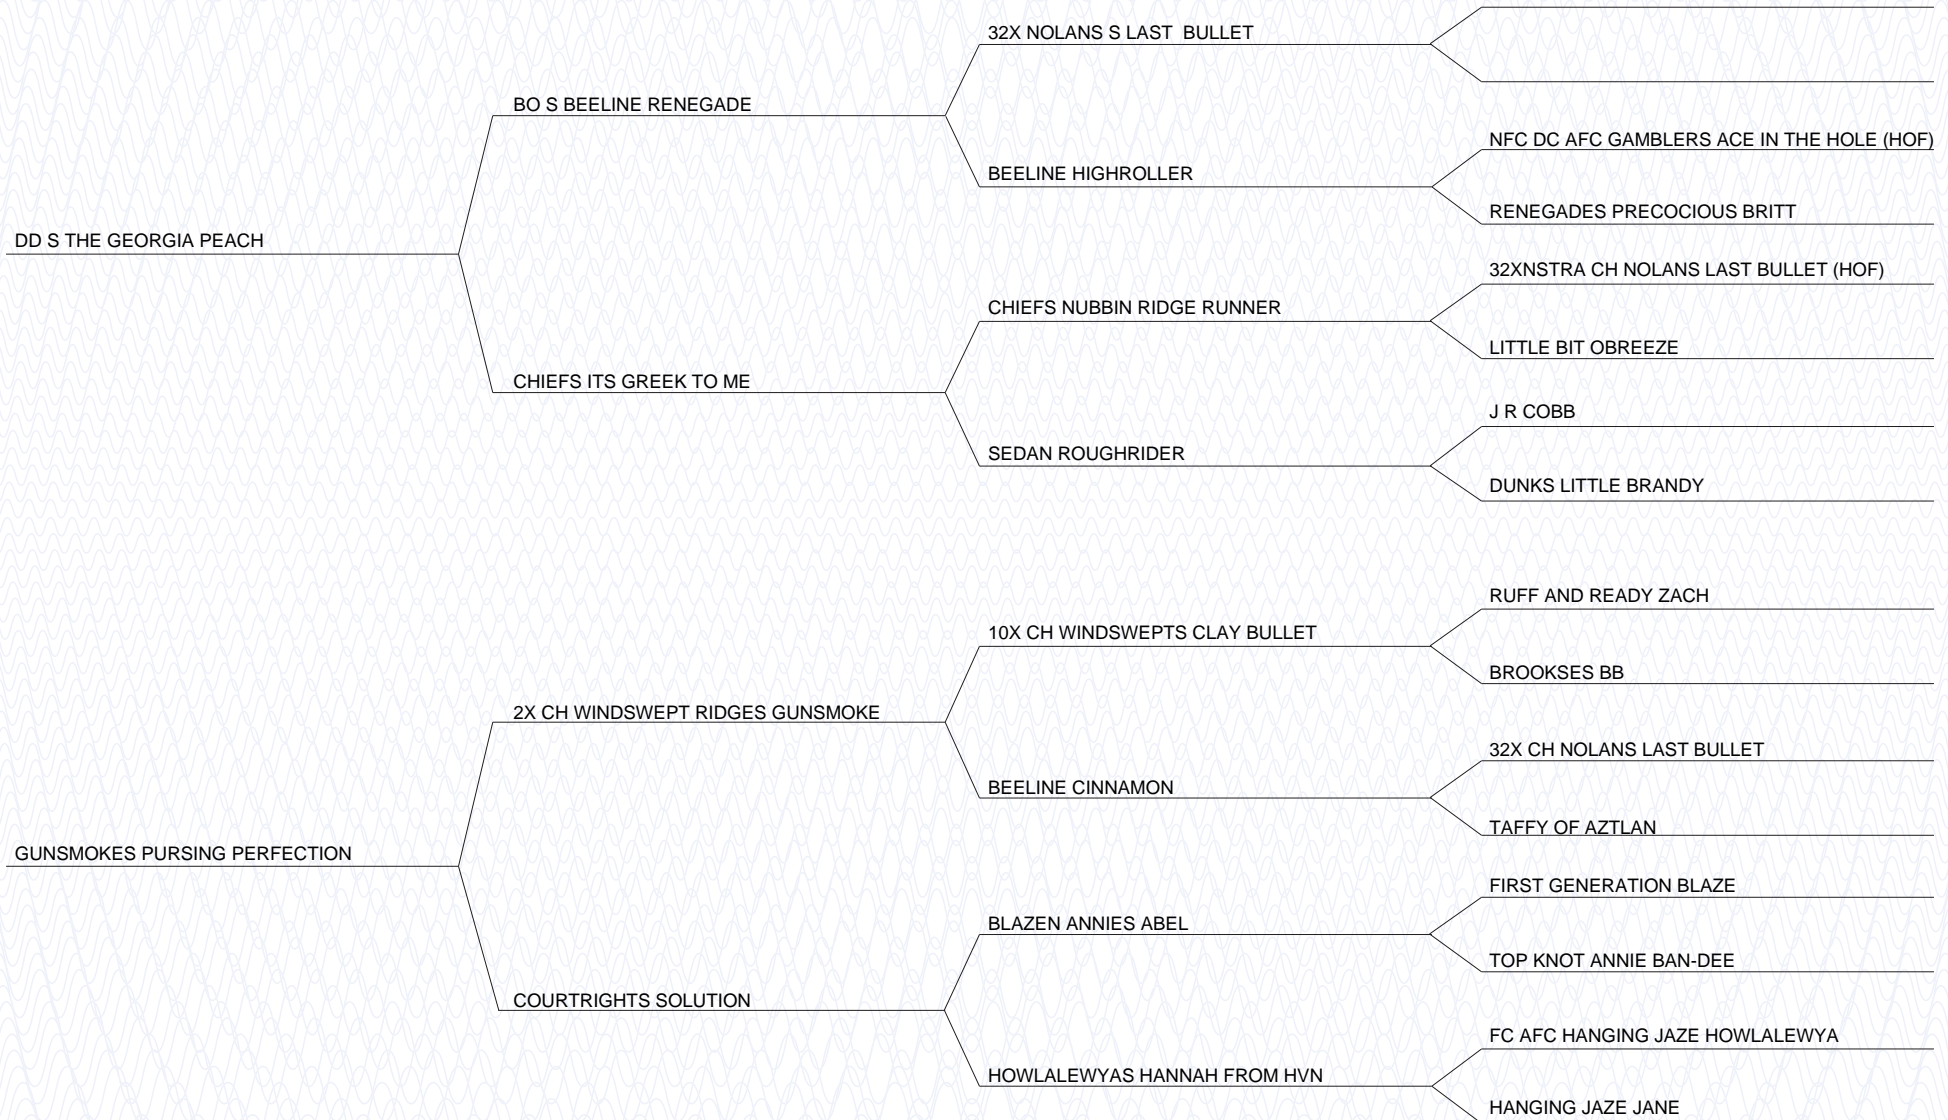 32X NOLANS S LAST  BULLET
BO S BEELINE RENEGADE
NFC DC AFC GAMBLERS ACE IN THE HOLE (HOF)
BEELINE HIGHROLLER
RENEGADES PRECOCIOUS BRITT
DD S THE GEORGIA PEACH
32XNSTRA CH NOLANS LAST BULLET (HOF)
CHIEFS NUBBIN RIDGE RUNNER
LITTLE BIT OBREEZE
CHIEFS ITS GREEK TO ME
J R COBB
SEDAN ROUGHRIDER
DUNKS LITTLE BRANDY
RUFF AND READY ZACH
10X CH WINDSWEPTS CLAY BULLET
BROOKSES BB
2X CH WINDSWEPT RIDGES GUNSMOKE
32X CH NOLANS LAST BULLET
BEELINE CINNAMON
TAFFY OF AZTLAN
GUNSMOKES PURSING PERFECTION
FIRST GENERATION BLAZE
BLAZEN ANNIES ABEL
TOP KNOT ANNIE BAN-DEE
COURTRIGHTS SOLUTION
FC AFC HANGING JAZE HOWLALEWYA
HOWLALEWYAS HANNAH FROM HVN
HANGING JAZE JANE